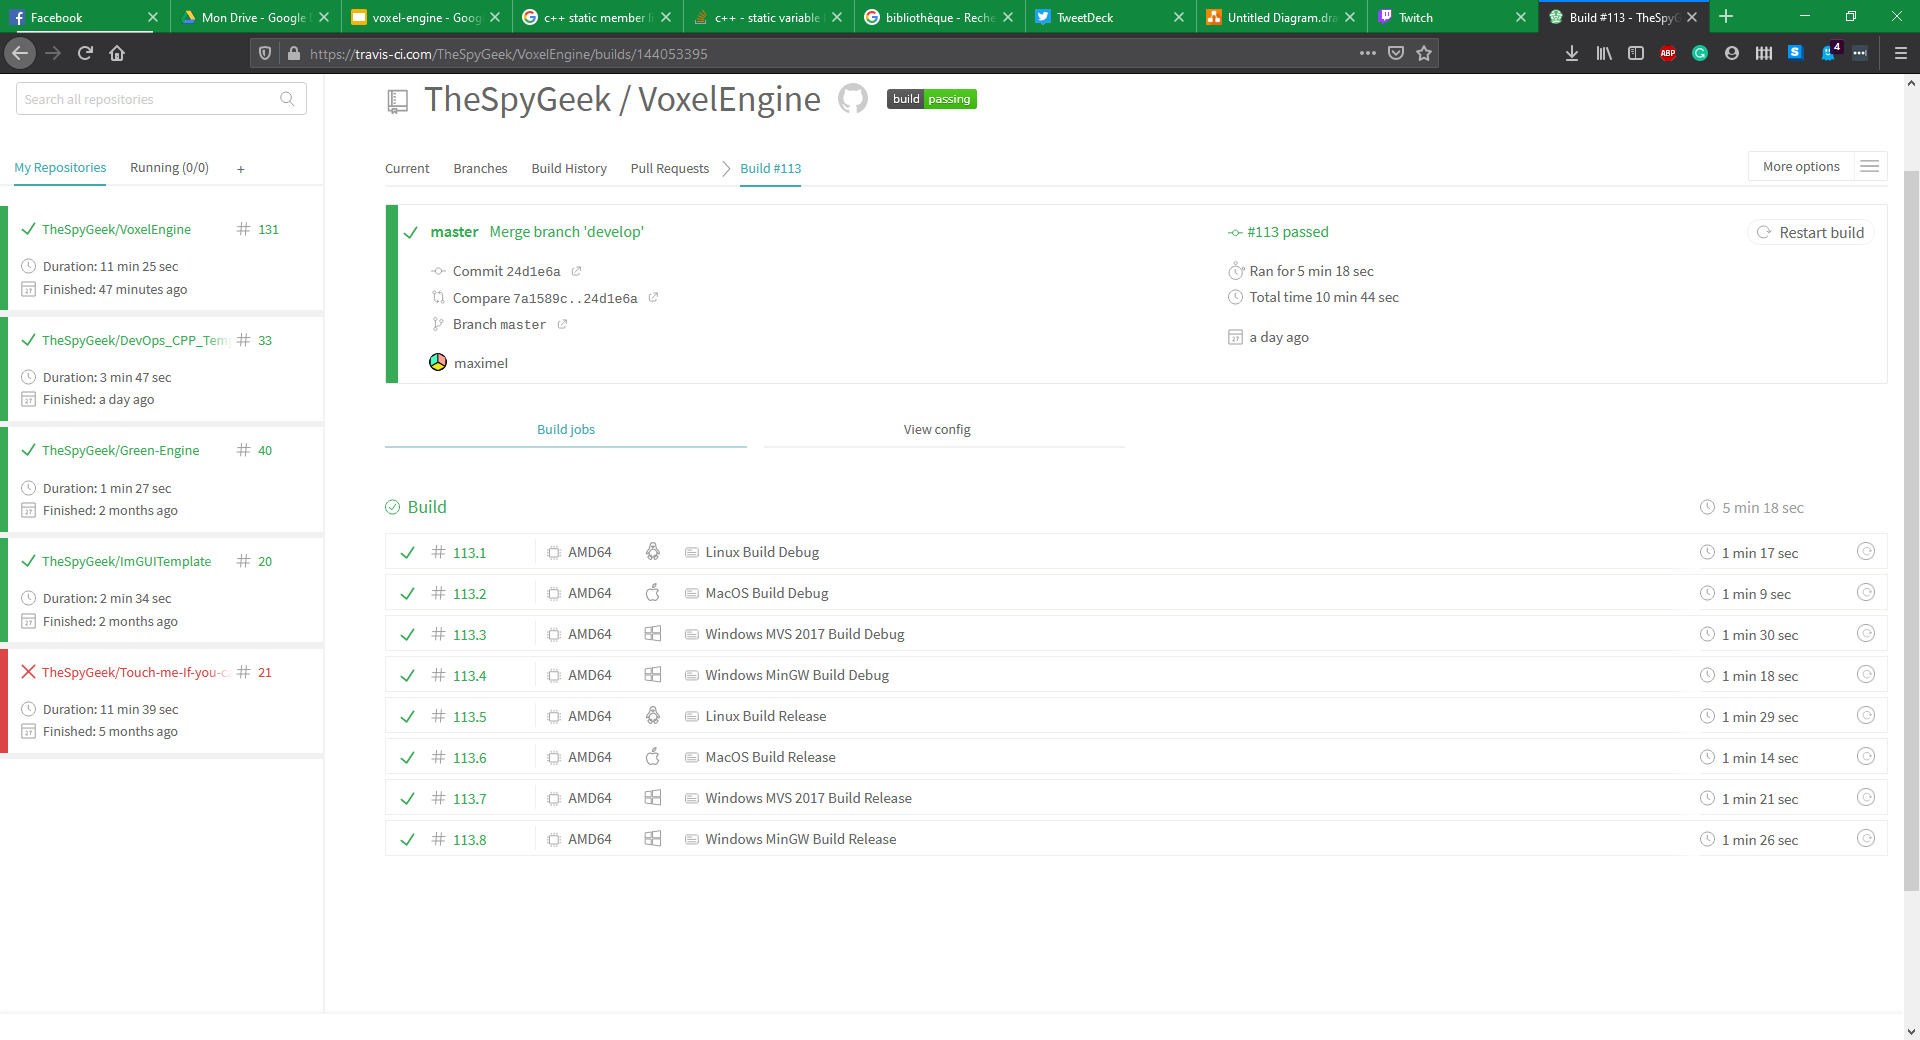 Facebook
Mon Drive - Google
voxel-engine - Goog
c++ static member li
c++ - static variable
bibliothèque - Reche
TweetDeck
Untitled Diagram.dra
Twitch
Build #113 - TheSpyG
https://travis-ci.com/TheSpyGeek/VoxelEngine/builds/144053395
ABP
S
4
Search all repositories
TheSpyGeek / VoxelEngine
build passing
My Repositories
Running (0/0)
+
Current
Branches
Build History
Pull Requests
Build #113
More options
TheSpyGeek/VoxelEngine # 131
Duration: 11 min 25 sec
Finished: 47 minutes ago
TheSpyGeek/DevOps_CPP_Tem # 33
Duration: 3 min 47 sec
Finished: a day ago
TheSpyGeek/Green-Engine # 40
Duration: 1 min 27 sec
Finished: 2 months ago
TheSpyGeek/ImGUITemplate # 20
Duration: 2 min 34 sec
Finished: 2 months ago
TheSpyGeek/Touch-me-If-you-ca # 21
Duration: 11 min 39 sec
Finished: 5 months ago
master Merge branch 'develop'
Commit 24d1e6a
Compare 7a1589c..24d1e6a
Branch master
maximel
#113 passed
Ran for 5 min 18 sec
Total time 10 min 44 sec
a day ago
Restart build
Build jobs
View config
Build
5 min 18 sec
# 113.1 AMD64 Linux Build Debug 1 min 17 sec
# 113.2 AMD64 MacOS Build Debug 1 min 9 sec
# 113.3 AMD64 Windows MVS 2017 Build Debug 1 min 30 sec
# 113.4 AMD64 Windows MinGW Build Debug 1 min 18 sec
# 113.5 AMD64 Linux Build Release 1 min 29 sec
# 113.6 AMD64 MacOS Build Release 1 min 14 sec
# 113.7 AMD64 Windows MVS 2017 Build Release 1 min 21 sec
# 113.8 AMD64 Windows MinGW Build Release 1 min 26 sec